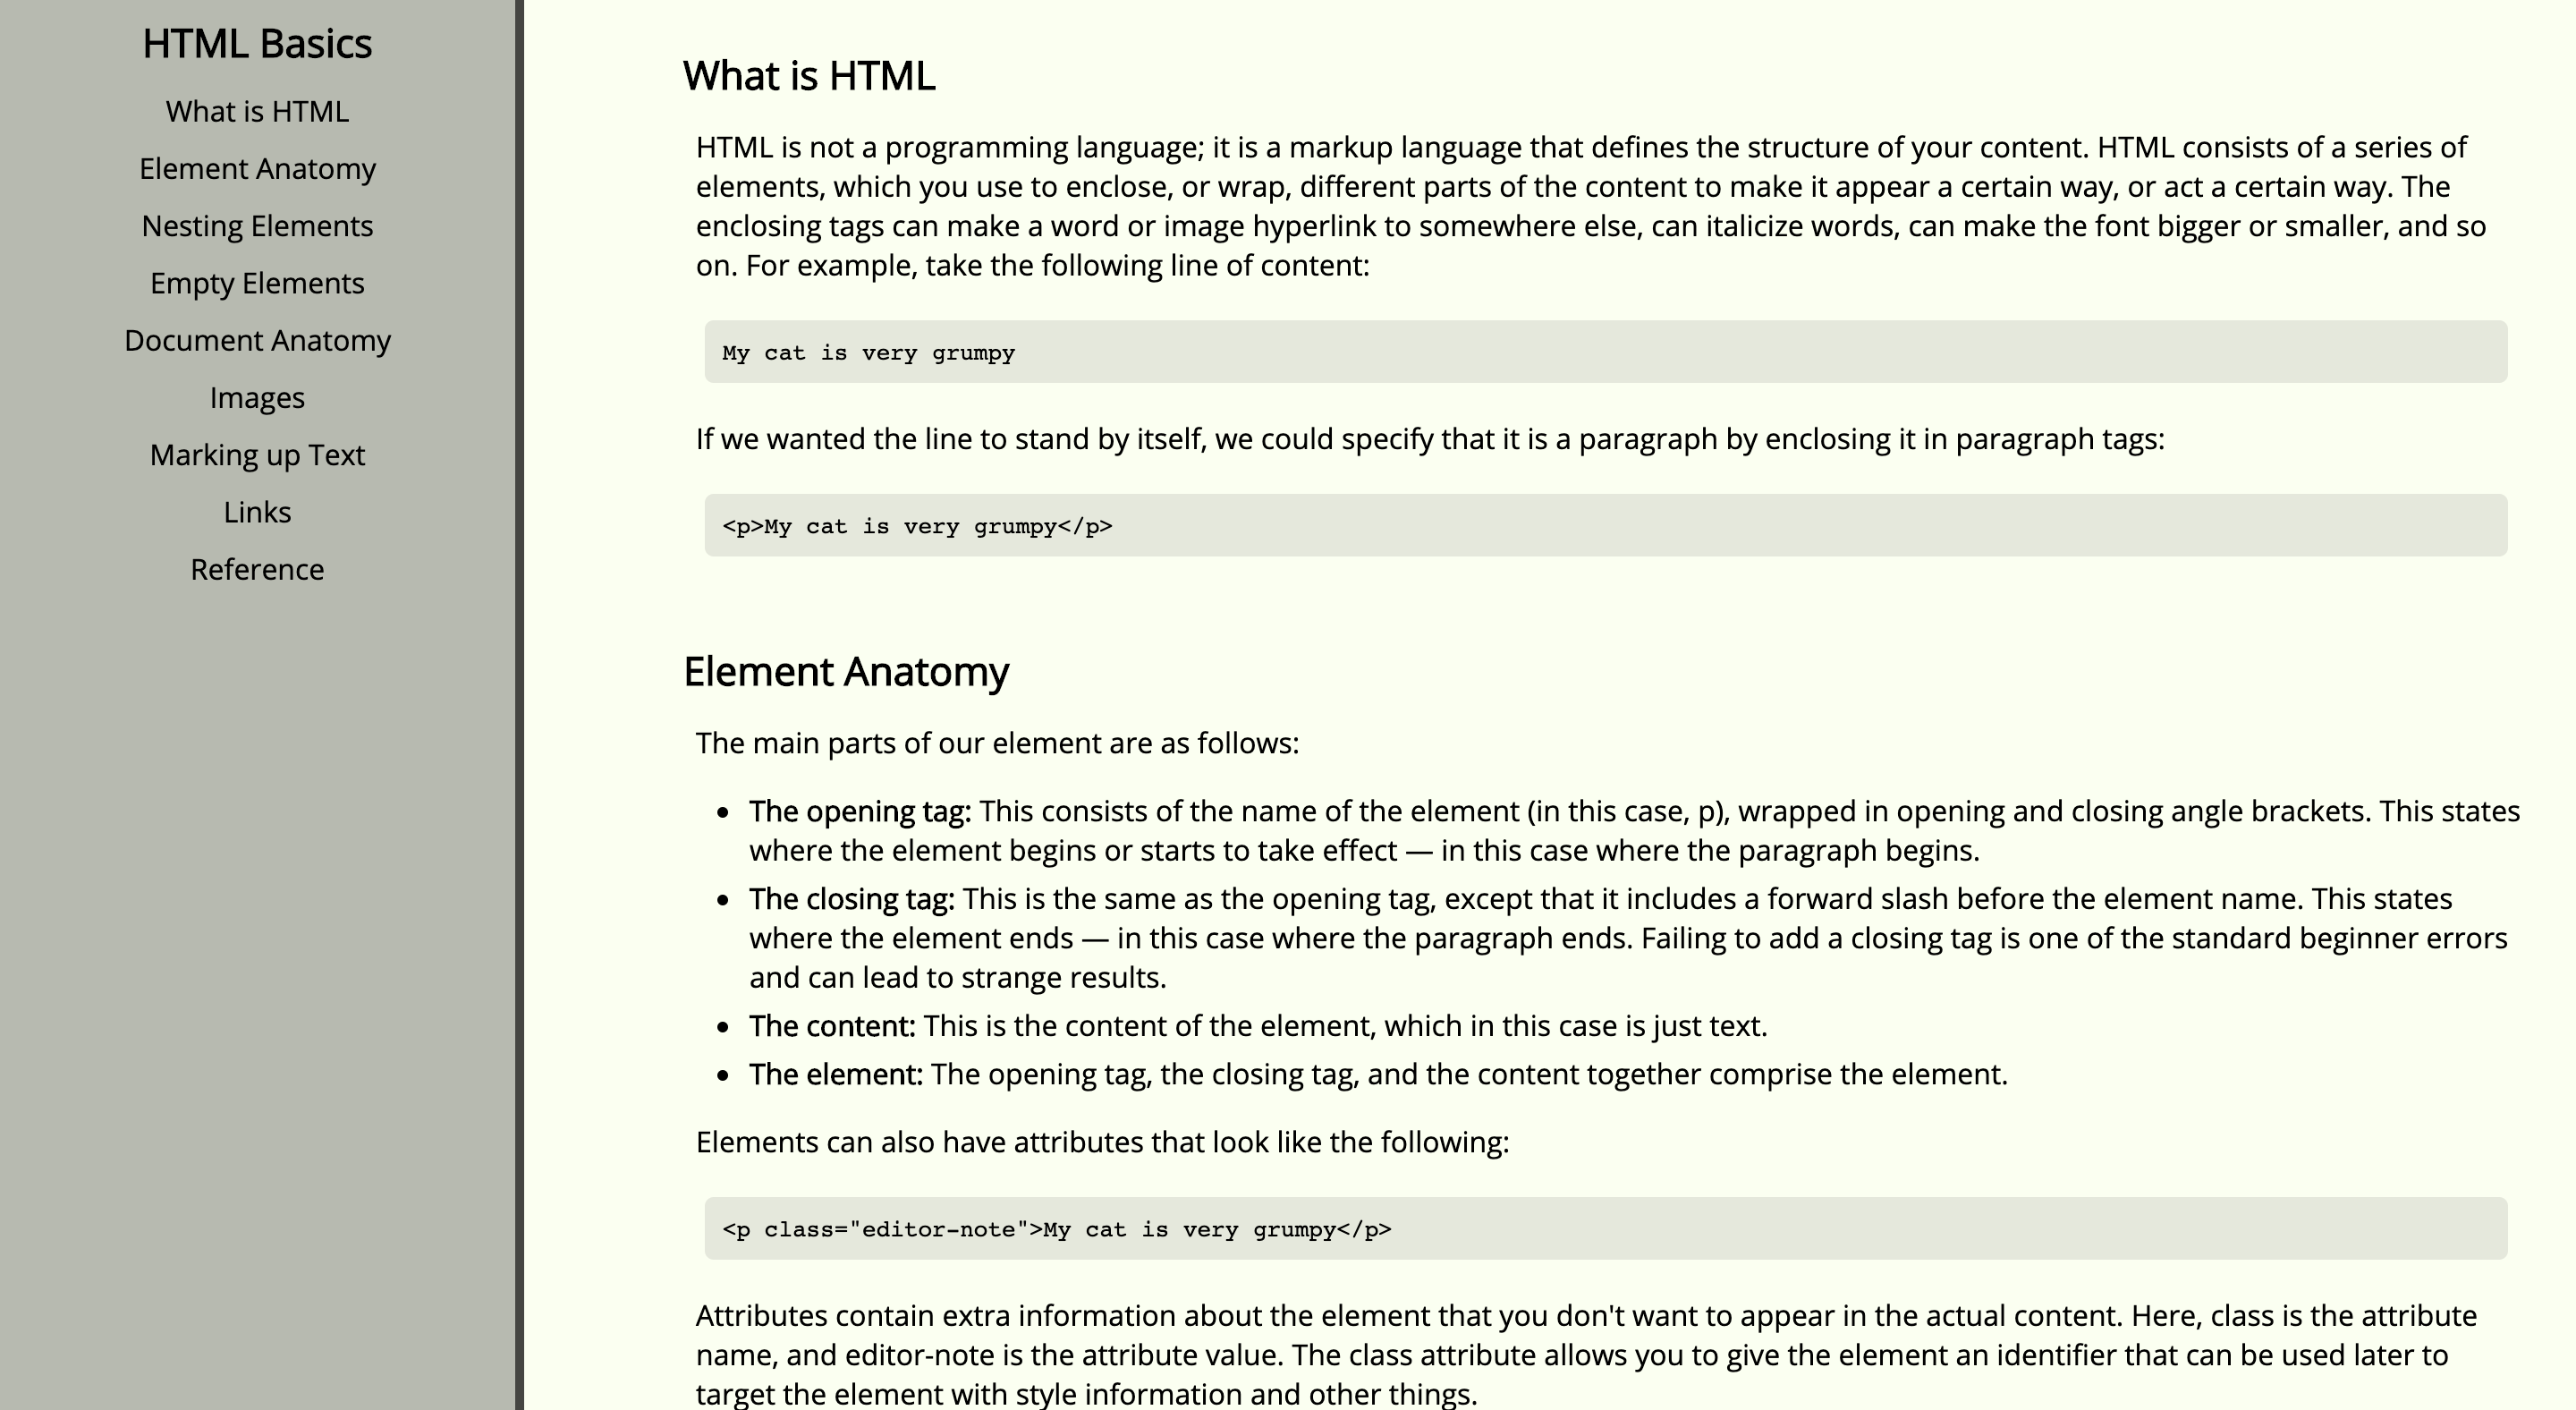 HTML Basics
What is HTML
Element Anatomy
Nesting Elements
Empty Elements
Document Anatomy
Images
Marking up Text
Links
Reference
What is HTML
HTML is not a programming language; it is a markup language that defines the structure of your content. HTML consists of a series of
elements, which you use to enclose, or wrap, different parts of the content to make it appear a certain way, or act a certain way. The
enclosing tags can make a word or image hyperlink to somewhere else, can italicize words, can make the font bigger or smaller, and so
on. For example, take the following line of content:
My cat is very grumpy
If we wanted the line to stand by itself, we could specify that it is a paragraph by enclosing it in paragraph tags:
<p>My cat is very grumpy</p>
Element Anatomy
The main parts of our element are as follows:
• The opening tag: This consists of the name of the element (in this case, p), wrapped in opening and closing angle brackets. This states
where the element begins or starts to take effect — in this case where the paragraph begins.
• The closing tag: This is the same as the opening tag, except that it includes a forward slash before the element name. This states
where the element ends — in this case where the paragraph ends. Failing to add a closing tag is one of the standard beginner errors
and can lead to strange results.
• The content: This is the content of the element, which in this case is just text.
• The element: The opening tag, the closing tag, and the content together comprise the element.
Elements can also have attributes that look like the following:
<p class="editor-note">My cat is very grumpy</p>
Attributes contain extra information about the element that you don't want to appear in the actual content. Here, class is the attribute
name, and editor-note is the attribute value. The class attribute allows you to give the element an identifier that can be used later to
target the element with style information and other things.